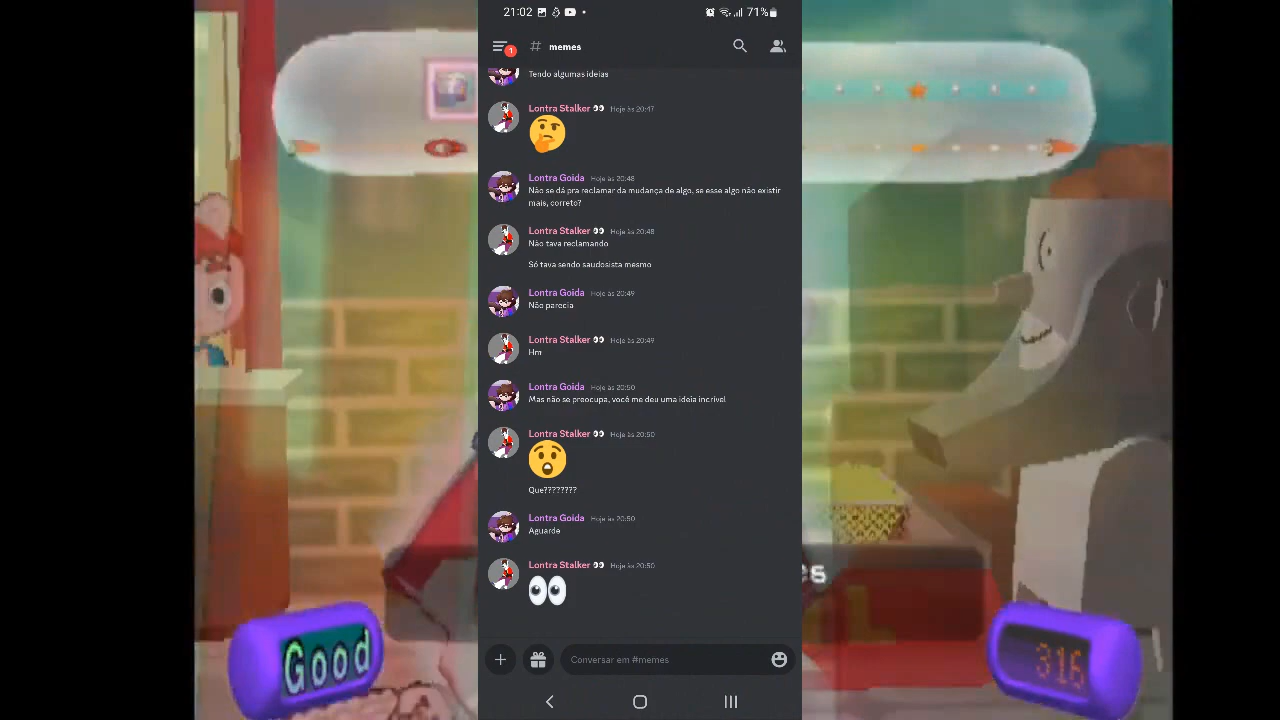 21:02
71%
1
# memes
Tendo algumas ideias
Lontra Stalker 👀 Hoje às 20:47
🤔
Lontra Goida Hoje às 20:48
Não se dá pra reclamar da mudança de algo, se esse algo não existir
mais, correto?
Lontra Stalker 👀 Hoje às 20:48
Não tava reclamando
Só tava sendo saudosista mesmo
Lontra Goida Hoje às 20:49
Não parecia
Lontra Stalker 👀 Hoje às 20:49
Hm
Lontra Goida Hoje às 20:50
Mas não se preocupa, você me deu uma ideia incrível
Lontra Stalker 👀 Hoje às 20:50
😲
Que????????
Lontra Goida Hoje às 20:50
Aguarde
Lontra Stalker 👀 Hoje às 20:50
👀
Conversar em #memes
Good
316